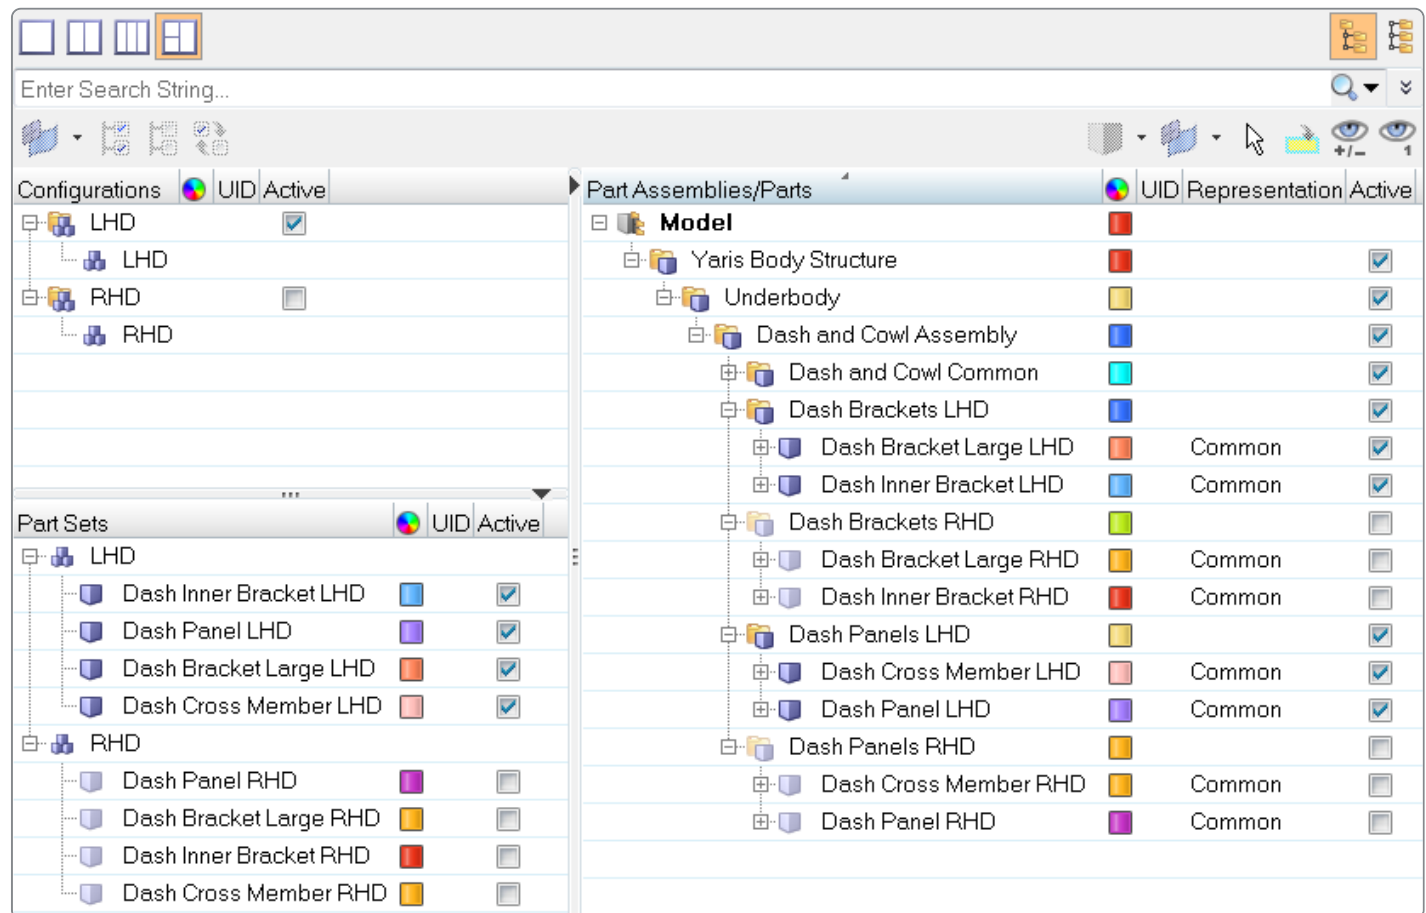 Enter Search String...
+/-
1
Configurations UID Active
LHD
LHD
RHD
RHD
Part Sets UID Active
LHD
Dash Inner Bracket LHD
Dash Panel LHD
Dash Bracket Large LHD
Dash Cross Member LHD
RHD
Dash Panel RHD
Dash Bracket Large RHD
Dash Inner Bracket RHD
Dash Cross Member RHD
Part Assemblies/Parts UID Representation Active
Model
Yaris Body Structure
Underbody
Dash and Cowl Assembly
Dash and Cowl Common
Dash Brackets LHD
Dash Bracket Large LHD Common
Dash Inner Bracket LHD Common
Dash Brackets RHD
Dash Bracket Large RHD Common
Dash Inner Bracket RHD Common
Dash Panels LHD
Dash Cross Member LHD Common
Dash Panel LHD Common
Dash Panels RHD
Dash Cross Member RHD Common
Dash Panel RHD Common